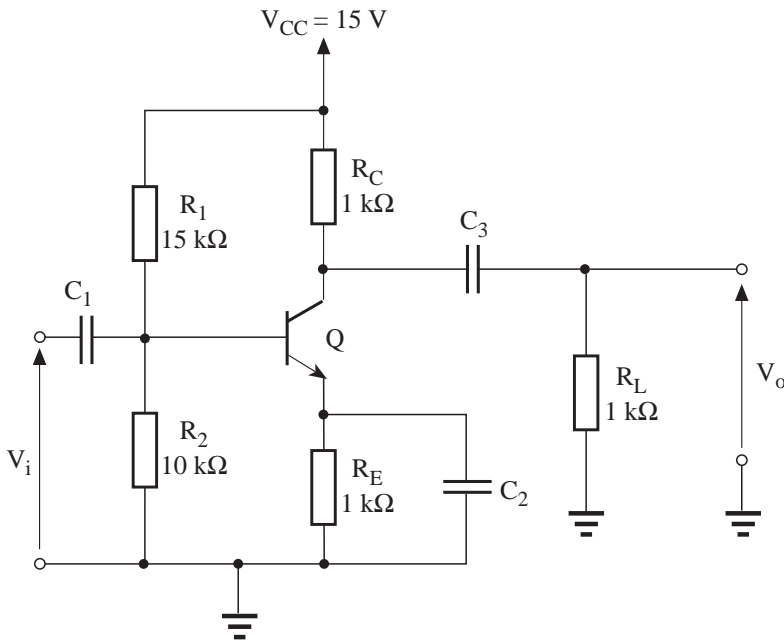 V_CC = 15 V
R_C
1 kΩ
R_1
15 kΩ
C_3
C_1
Q
R_L
1 kΩ
V_o
R_2
10 kΩ
V_i
R_E
1 kΩ
C_2